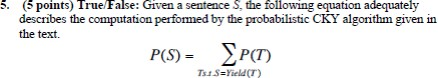 5. (5 points) True/False: Given a sentence S, the following equation adequately
describes the computation performed by the probabilistic CKY algorithm given in
the text.
P(S) = ∑P(T)
Ts.t.S=Yield(T)